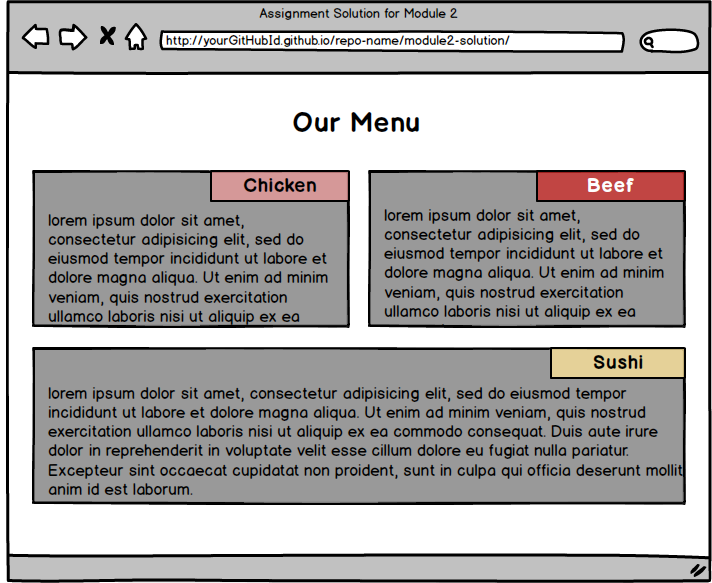 Assignment Solution for Module 2
http://yourGitHubId.github.io/repo-name/module2-solution/
Our Menu
Chicken
lorem ipsum dolor sit amet,
consectetur adipisicing elit, sed do
eiusmod tempor incididunt ut labore et
dolore magna aliqua. Ut enim ad minim
veniam, quis nostrud exercitation
ullamco laboris nisi ut aliquip ex ea
Beef
lorem ipsum dolor sit amet,
consectetur adipisicing elit, sed do
eiusmod tempor incididunt ut labore et
dolore magna aliqua. Ut enim ad minim
veniam, quis nostrud exercitation
ullamco laboris nisi ut aliquip ex ea
Sushi
lorem ipsum dolor sit amet, consectetur adipisicing elit, sed do eiusmod tempor
incididunt ut labore et dolore magna aliqua. Ut enim ad minim veniam, quis nostrud
exercitation ullamco laboris nisi ut aliquip ex ea commodo consequat. Duis aute irure
dolor in reprehenderit in voluptate velit esse cillum dolore eu fugiat nulla pariatur.
Excepteur sint occaecat cupidatat non proident, sunt in culpa qui officia deserunt mollit
anim id est laborum.